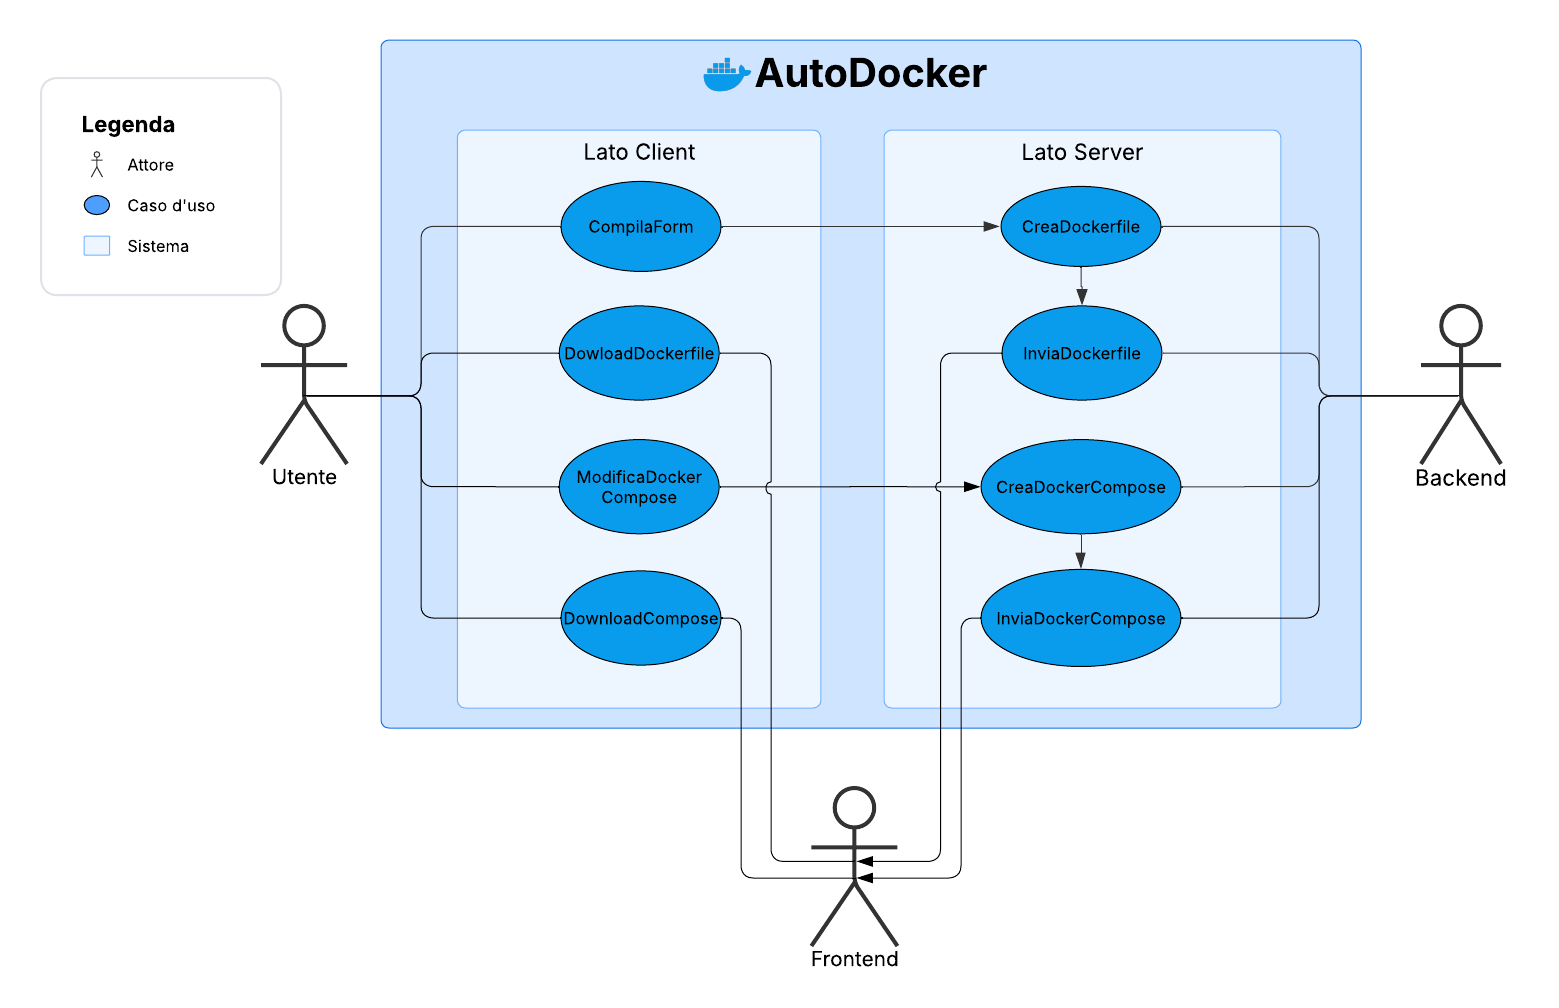 AutoDocker
Legenda
Attore
Caso d'uso
Sistema
Lato Client
CompilaForm
DowloadDockerfile
ModificaDocker
Compose
DownloadCompose
Lato Server
CreaDockerfile
InviaDockerfile
CreaDockerCompose
InviaDockerCompose
Utente
Backend
Frontend